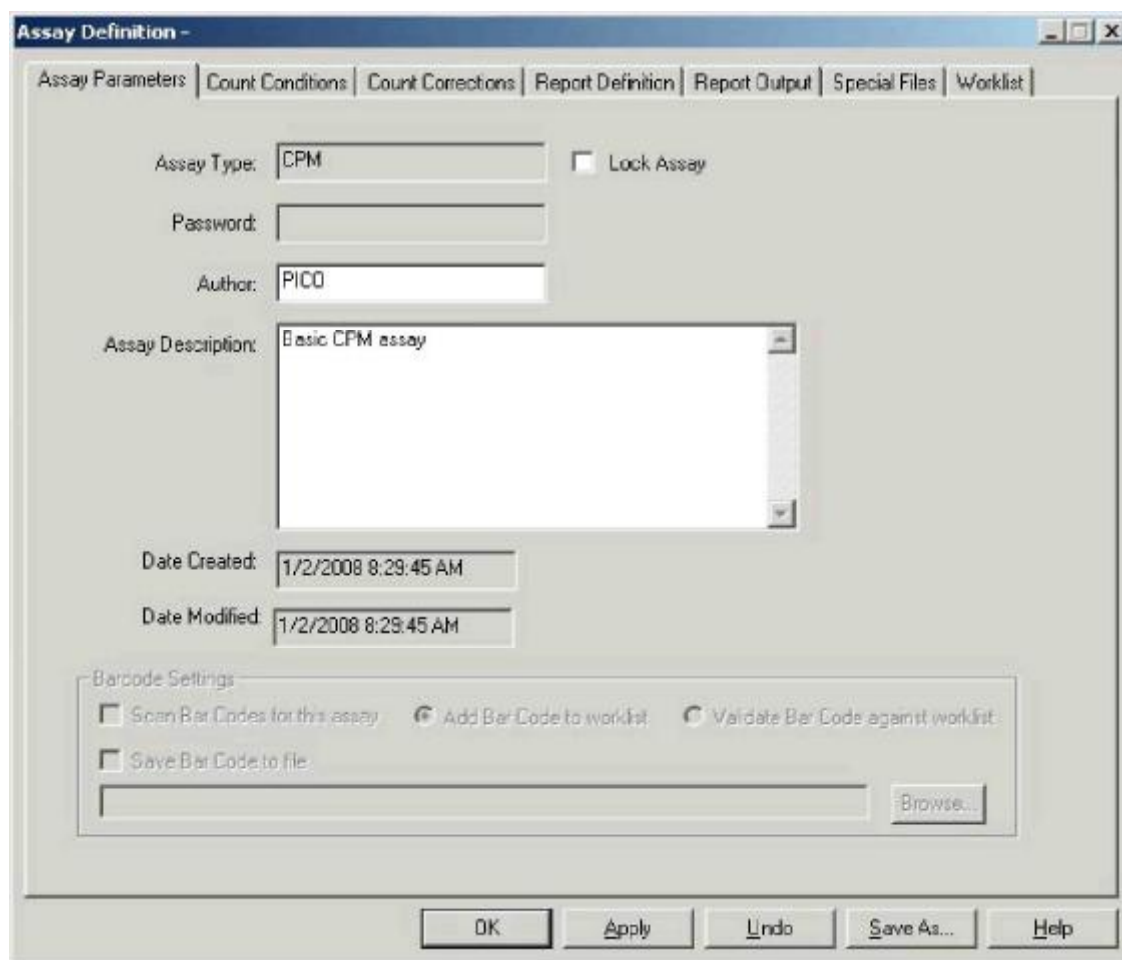 Assay Definition -
Assay Parameters Count Conditions Count Corrections Report Definition Report Output Special Files Worklist
Assay Type: CPM Lock Assay
Password:
Author: PICO
Assay Description: Basic CPM assay
Date Created: 1/2/2008 8:29:45 AM
Date Modified: 1/2/2008 8:29:45 AM
Barcode Settings
Scan Bar Codes for this assay Add Bar Code to worklist Validate Bar Code against worklist
Save Bar Code to file
Browse...
OK Apply Undo Save As... Help